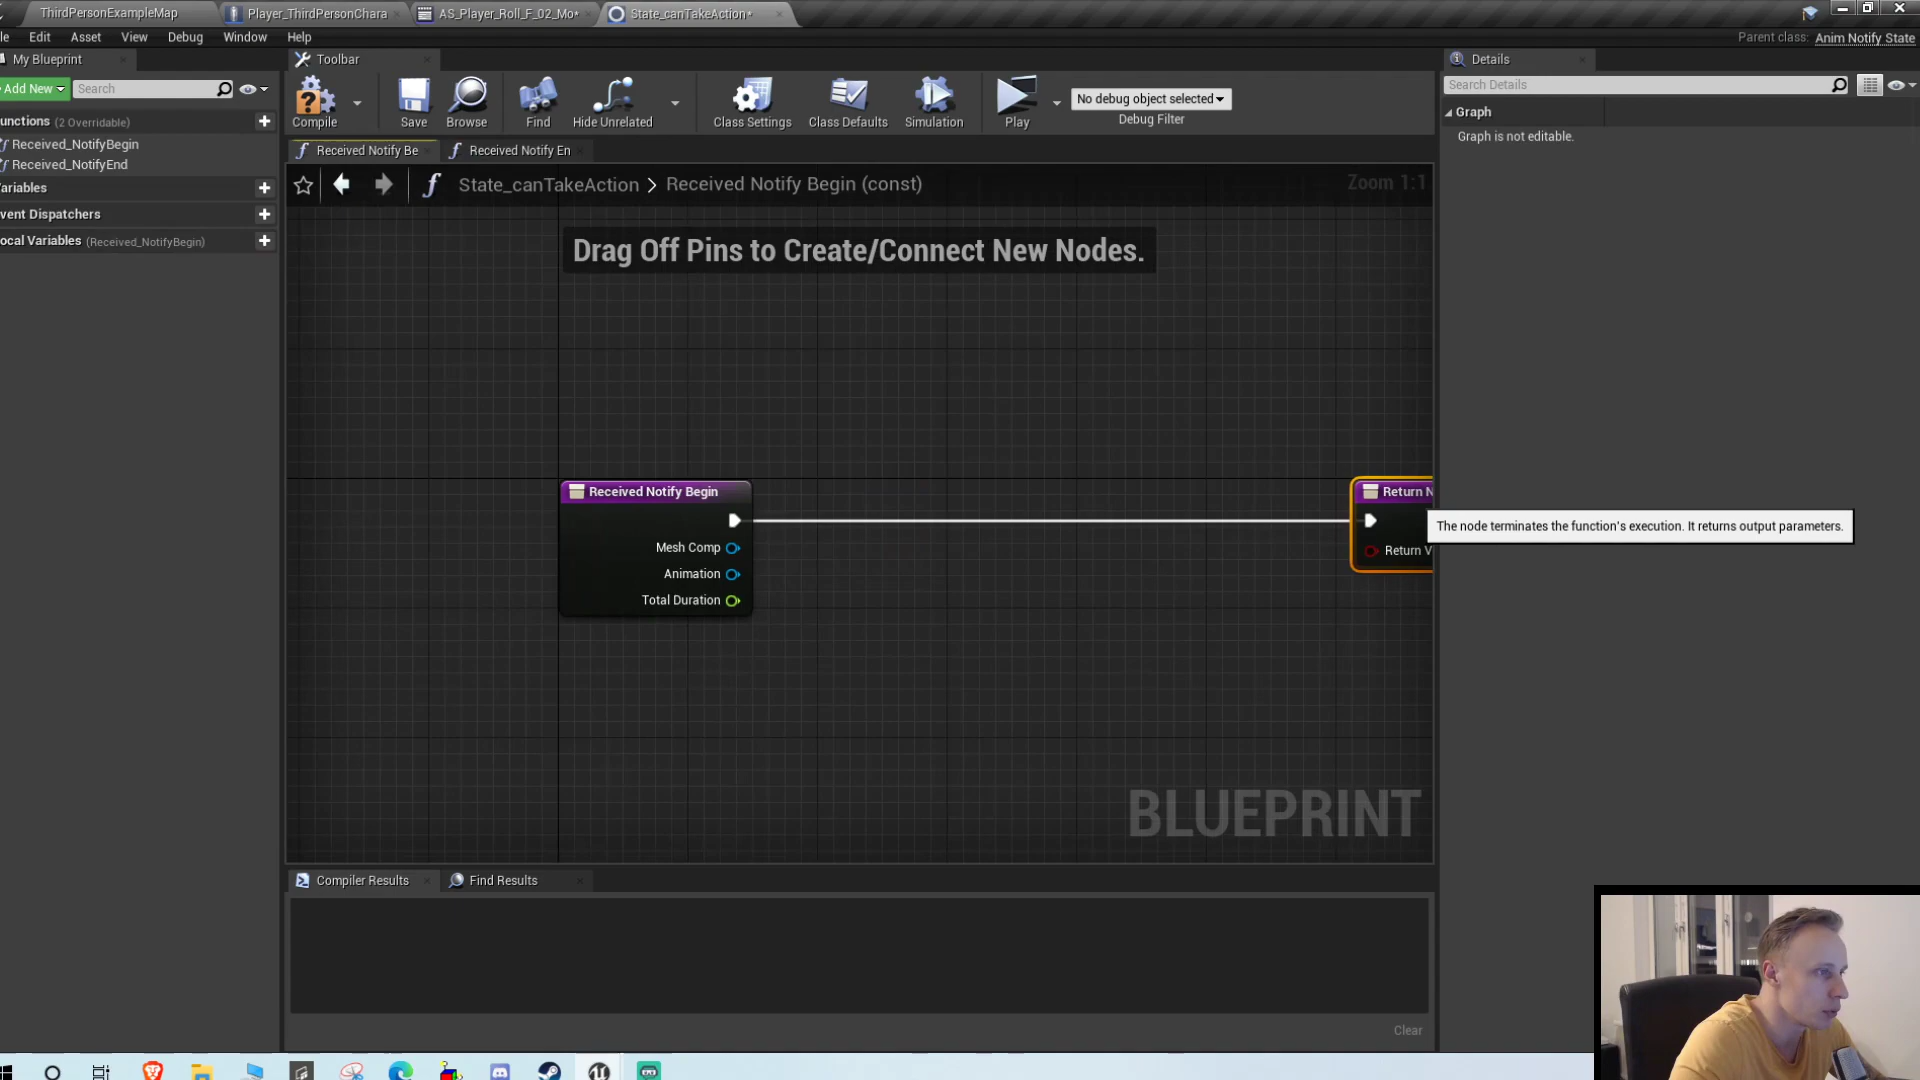 ThirdPersonExampleMap
Player_ThirdPersonChara
AS_Player_Roll_F_02_Mo*
State_canTakeAction*
le Edit Asset View Debug Window Help
Parent class: Anim Notify State
My Blueprint
Toolbar
Details
Add New
Search
Search Details
Compile
Save
Browse
Find
Hide Unrelated
Class Settings
Class Defaults
Simulation
Play
No debug object selected
Debug Filter
unctions (2 Overridable)
Received_NotifyBegin
Received_NotifyEnd
ariables
vent Dispatchers
ocal Variables (Received_NotifyBegin)
Graph
Graph is not editable.
Received Notify Be
Received Notify En
State_canTakeAction > Received Notify Begin (const)
Zoom 1:1
Drag Off Pins to Create/Connect New Nodes.
Received Notify Begin
Mesh Comp
Animation
Total Duration
Return N
Return V
The node terminates the function's execution. It returns output parameters.
BLUEPRINT
Compiler Results
Find Results
Clear